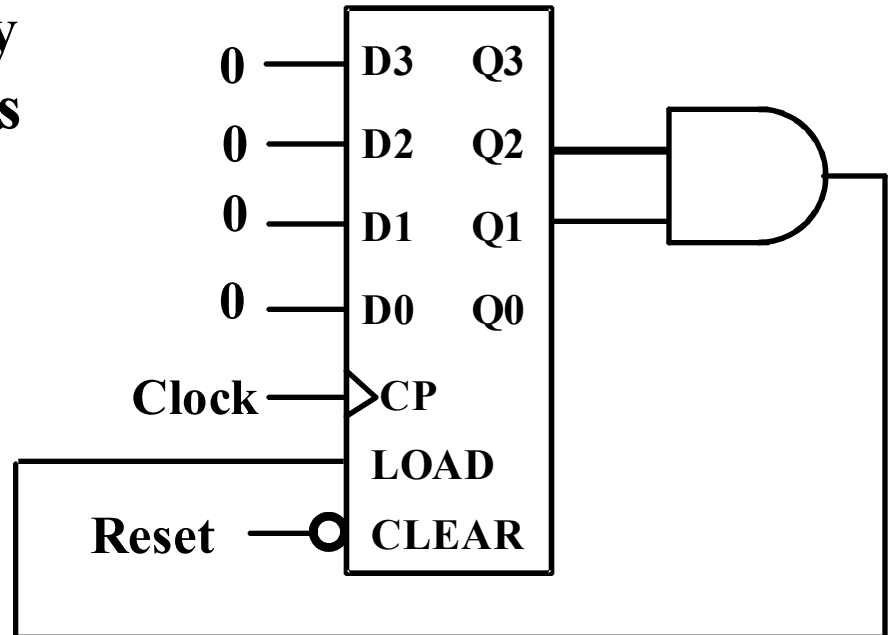 0 D3 Q3
0 D2 Q2
0 D1 Q1
0 D0 Q0
Clock CP
LOAD
Reset CLEAR